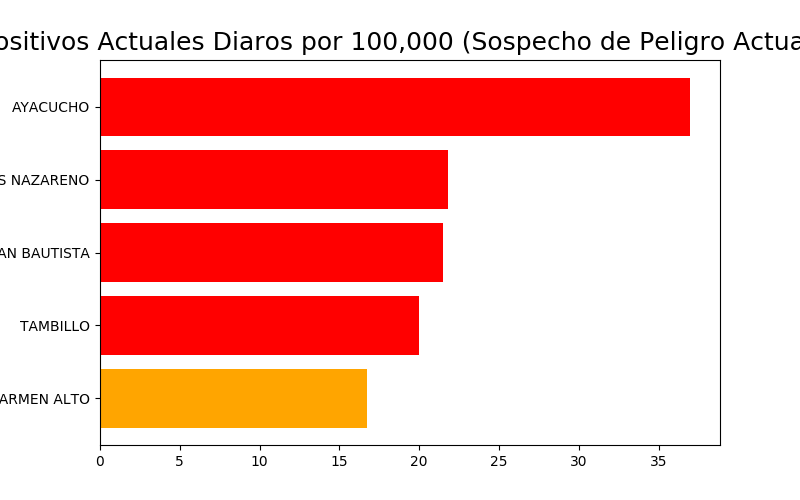 ositivos Actuales Diaros por 100,000 (Sospecho de Peligro Actua
AYACUCHO
S NAZARENO
AN BAUTISTA
TAMBILLO
ARMEN ALTO
0 5 10 15 20 25 30 35